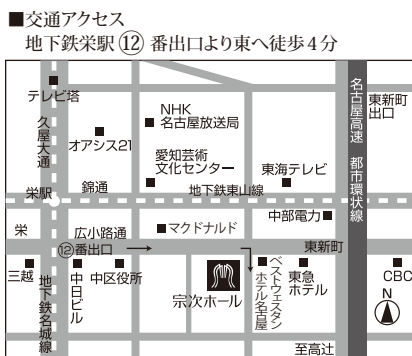 ■交通アクセス
地下鉄栄駅⑫番出口より東へ徒歩4分
テレビ塔
久屋大通
オアシス21
NHK
名古屋放送局
愛知芸術
文化センター
東海テレビ
名古屋高速 都市環状線
東新町
出口
栄駅
錦通
地下鉄東山線
中部電力
栄
広小路通
マクドナルド
東新町
⑫番出口
三越
地下鉄名城線
中日ビル
中区役所
宗次ホール
ベストウェスタン
ホテル名古屋
東急
ホテル
CBC
N
至高辻